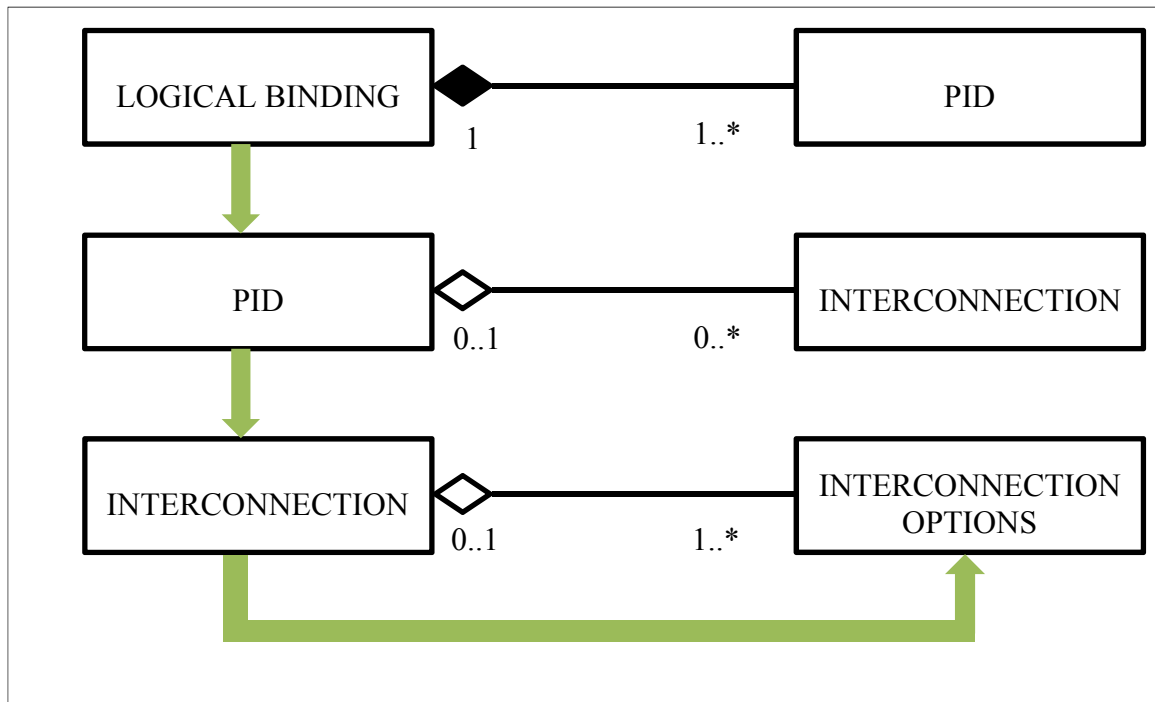 LOGICAL BINDING
PID
1
1..*
PID
INTERCONNECTION
0..1
0..*
INTERCONNECTION
INTERCONNECTION
OPTIONS
0..1
1..*